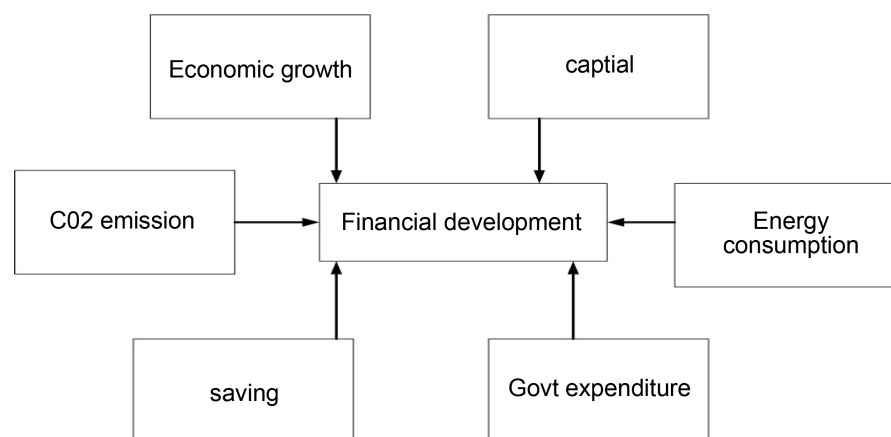 Economic growth
captial
C02 emission
Financial development
Energy
consumption
saving
Govt expenditure